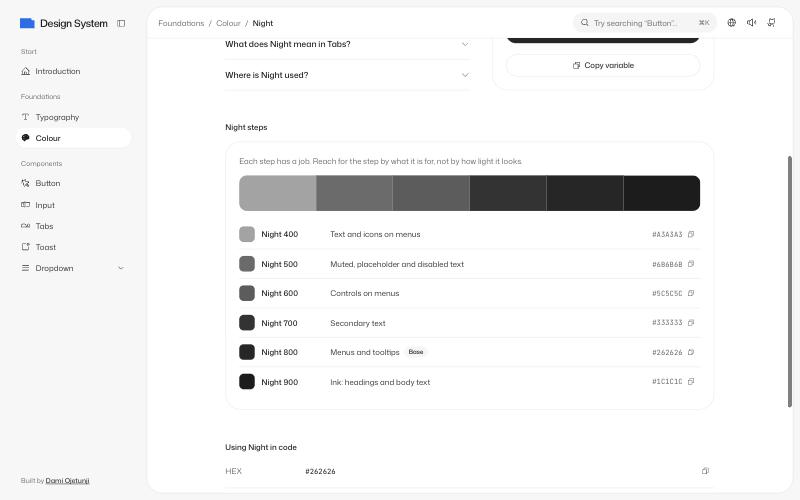 Design System
Foundations / Colour / Night
Try searching "Button"... ⌘K
Start
Introduction
Foundations
Typography
Colour
Components
Button
Input
Tabs
Toast
Dropdown
Built by Dami Ojetunji
What does Night mean in Tabs?
Where is Night used?
Copy variable
Night steps
Each step has a job. Reach for the step by what it is for, not by how light it looks.
Night 400 Text and icons on menus #A3A3A3
Night 500 Muted, placeholder and disabled text #6B6B6B
Night 600 Controls on menus #5C5C5C
Night 700 Secondary text #333333
Night 800 Menus and tooltips Base #262626
Night 900 Ink: headings and body text #1C1C1C
Using Night in code
HEX #262626